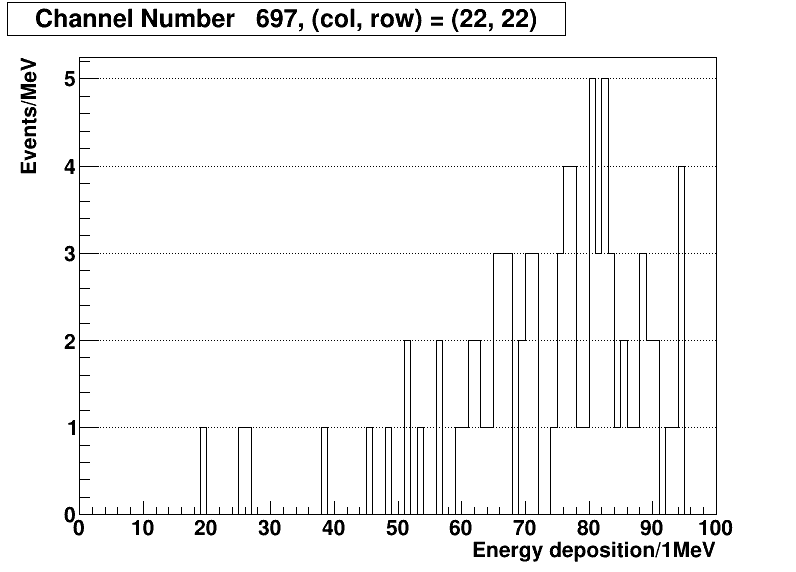 Channel Number   697, (col, row) = (22, 22)
Events/MeV
5
4
3
2
1
0
0 10 20 30 40 50 60 70 80 90 100
Energy deposition/1MeV